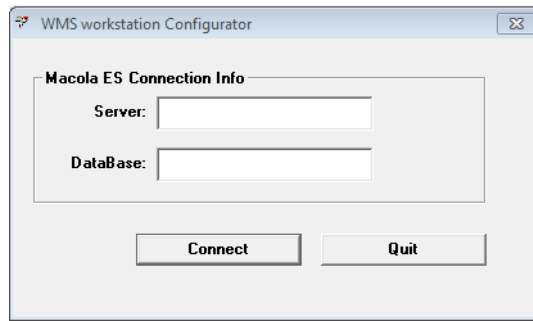 WMS workstation Configurator
Macola ES Connection Info
Server:
DataBase:
Connect Quit